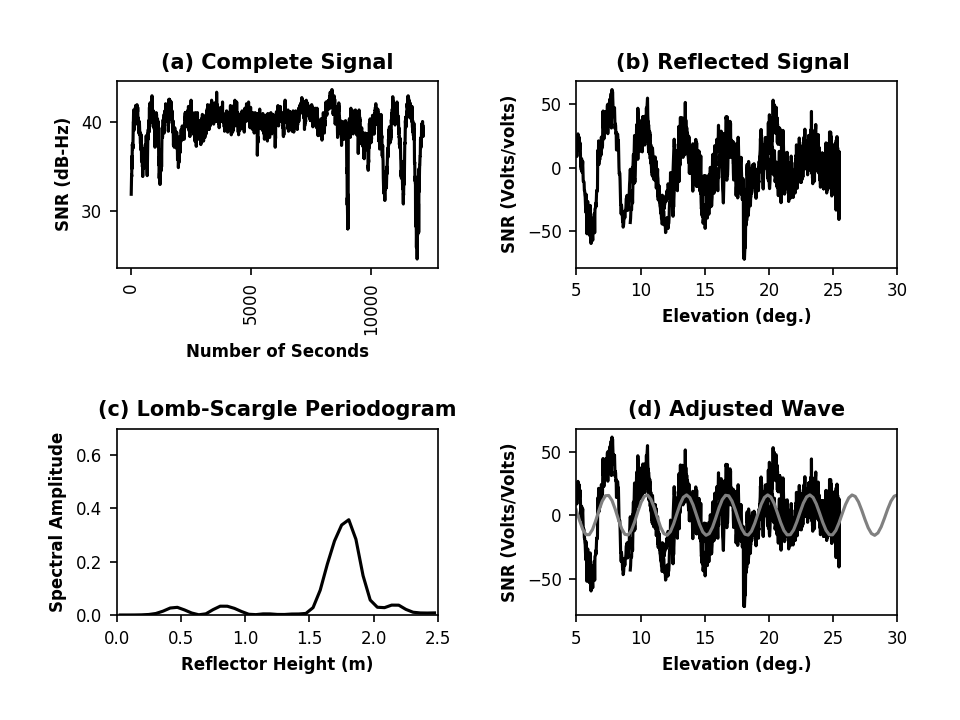 (a) Complete Signal
SNR (dB-Hz)
40
30
0
5000
10000
Number of Seconds
(b) Reflected Signal
SNR (Volts/volts)
50
0
−50
5 10 15 20 25 30
Elevation (deg.)
(c) Lomb-Scargle Periodogram
Spectral Amplitude
0.6
0.4
0.2
0.0
0.0 0.5 1.0 1.5 2.0 2.5
Reflector Height (m)
(d) Adjusted Wave
SNR (Volts/Volts)
50
0
−50
5 10 15 20 25 30
Elevation (deg.)